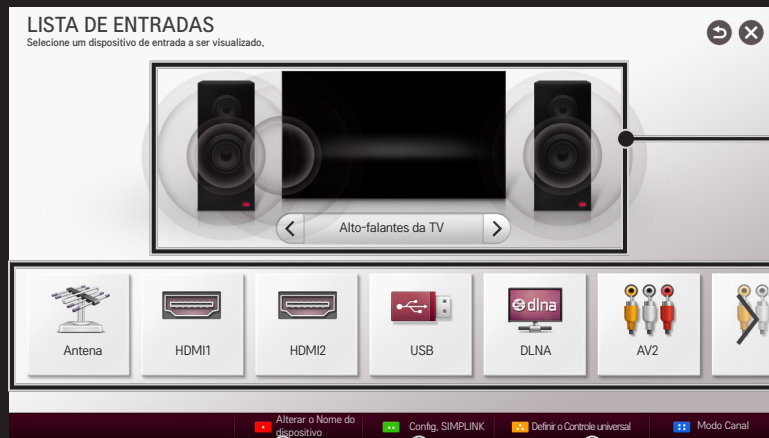 LISTA DE ENTRADAS
Selecione um dispositivo de entrada a ser visualizado.
Alto-falantes da TV
dlna
Antena
HDMI1
HDMI2
USB
DLNA
AV2
Alterar o Nome do
dispositivo
Config. SIMPLINK
Definir o Controle universal
Modo Canal